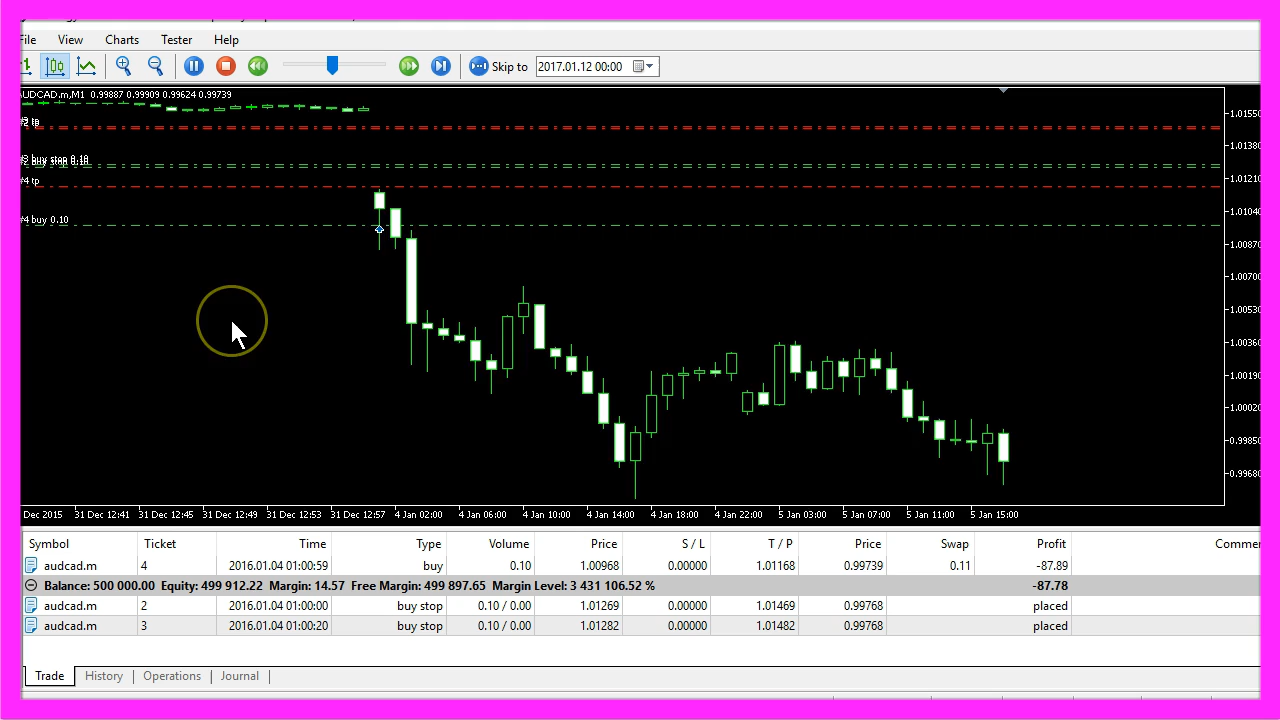 File View Charts Tester Help
Skip to 2017.01.12 00:00
AUDCAD.m,M1 0.99887 0.99909 0.99624 0.99739
1.01550
tp
1.01380
buy stop 0.10
#4 tp
1.01210
1.01040
#4 buy 0.10
1.00870
1.00700
1.00530
1.00360
1.00190
1.00020
0.99850
0.99680
Dec 2015 31 Dec 12:41 31 Dec 12:45 31 Dec 12:49 31 Dec 12:53 31 Dec 12:57 4 Jan 02:00 4 Jan 06:00 4 Jan 10:00 4 Jan 14:00 4 Jan 18:00 4 Jan 22:00 5 Jan 03:00 5 Jan 07:00 5 Jan 11:00 5 Jan 15:00
Symbol Ticket Time Type Volume Price S / L T / P Price Swap Profit Commen
audcad.m 4 2016.01.04 01:00:59 buy 0.10 1.00968 0.00000 1.01168 0.99739 0.11 -87.89
Balance: 500 000.00 Equity: 499 912.22 Margin: 14.57 Free Margin: 499 897.65 Margin Level: 3 431 106.52 % -87.78
audcad.m 2 2016.01.04 01:00:00 buy stop 0.10 / 0.00 1.01269 0.00000 1.01469 0.99768 placed
audcad.m 3 2016.01.04 01:00:20 buy stop 0.10 / 0.00 1.01282 0.00000 1.01482 0.99768 placed
Trade History Operations Journal